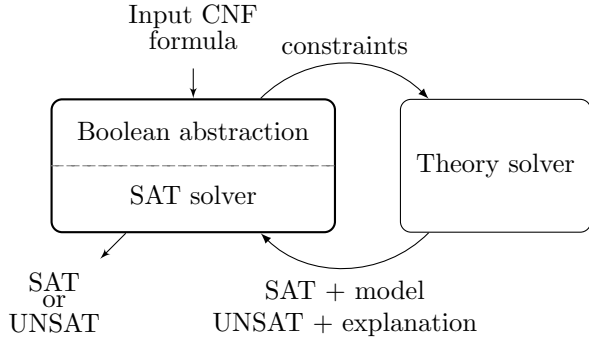 Input CNF
formula
constraints
Boolean abstraction
SAT solver
Theory solver
SAT
or
UNSAT
SAT + model
UNSAT + explanation